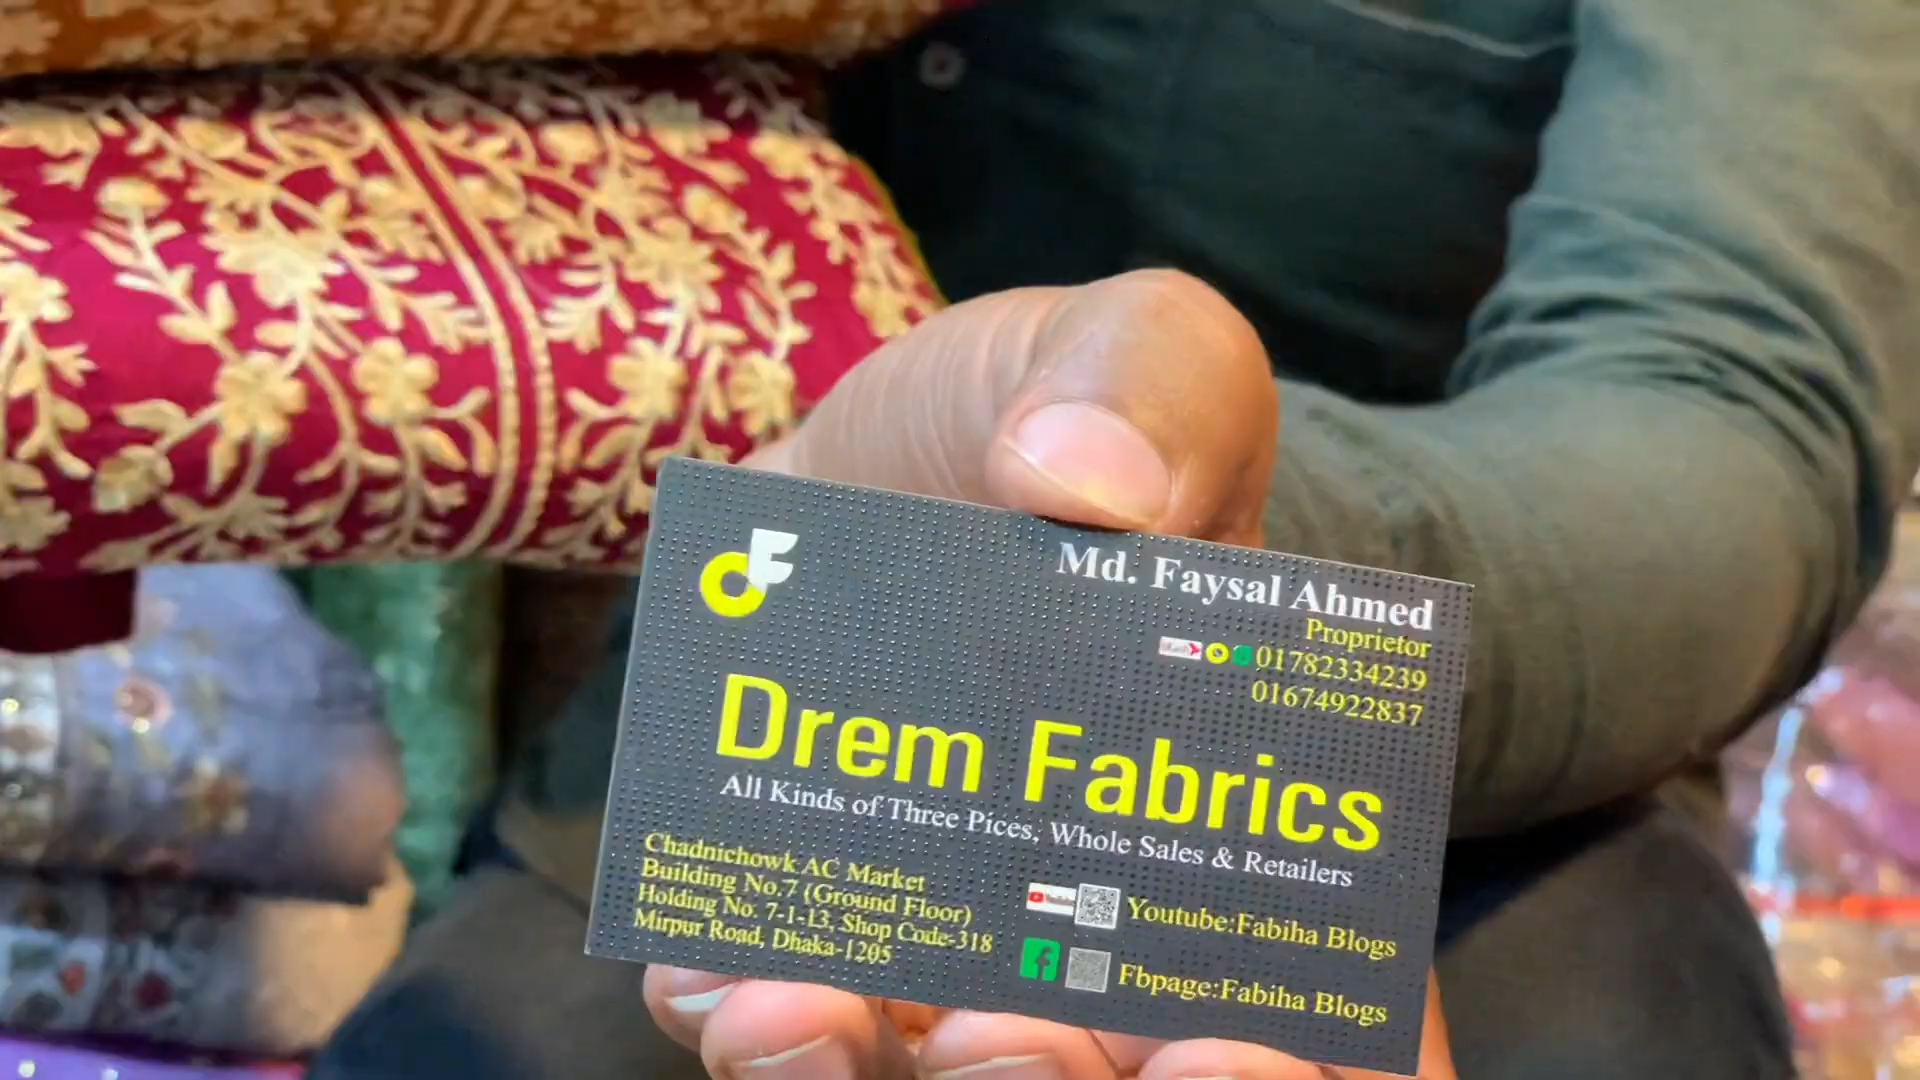 DF
Md. Faysal Ahmed
Proprietor
bKash 01782334239
01674922837
Drem Fabrics
All Kinds of Three Pices, Whole Sales & Retailers
Chadnichowk AC Market
Building No.7 (Ground Floor)
Holding No. 7-1-13, Shop Code-318
Mirpur Road, Dhaka-1205
Youtube:Fabiha Blogs
Fbpage:Fabiha Blogs